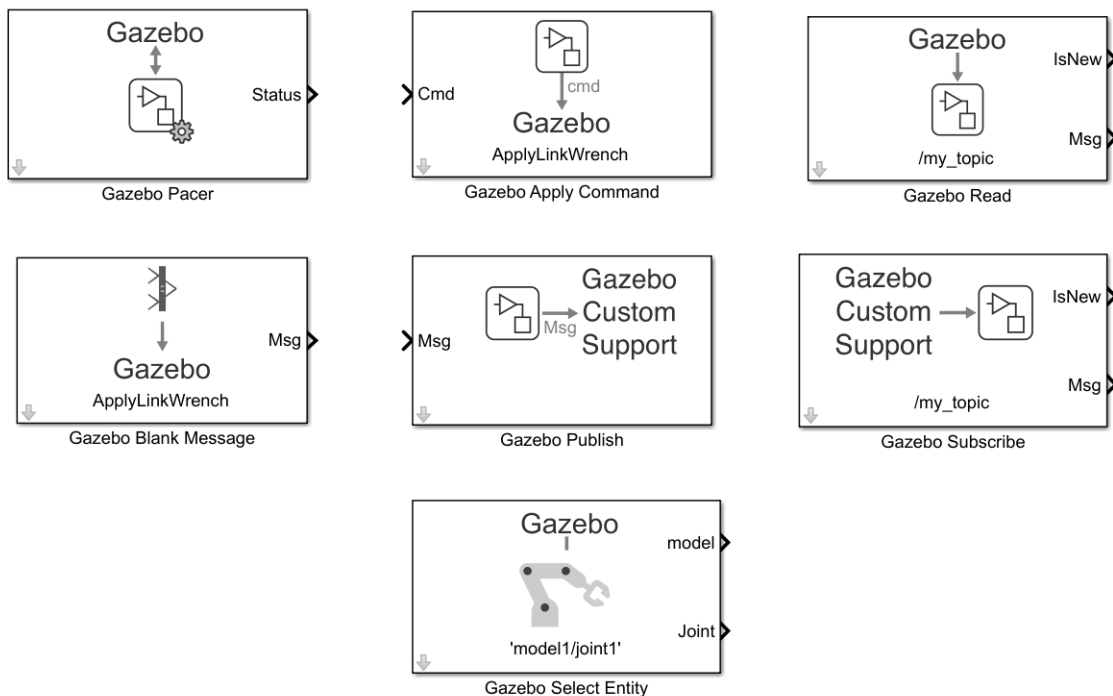 Gazebo
Status
Gazebo Pacer
Cmd
cmd
Gazebo
ApplyLinkWrench
Gazebo Apply Command
Gazebo
IsNew
Msg
/my_topic
Gazebo Read
Msg
Gazebo
ApplyLinkWrench
Gazebo Blank Message
Msg
Msg
Gazebo
Custom
Support
Gazebo Publish
Gazebo
Custom
Support
IsNew
Msg
/my_topic
Gazebo Subscribe
Gazebo
model
Joint
'model1/joint1'
Gazebo Select Entity